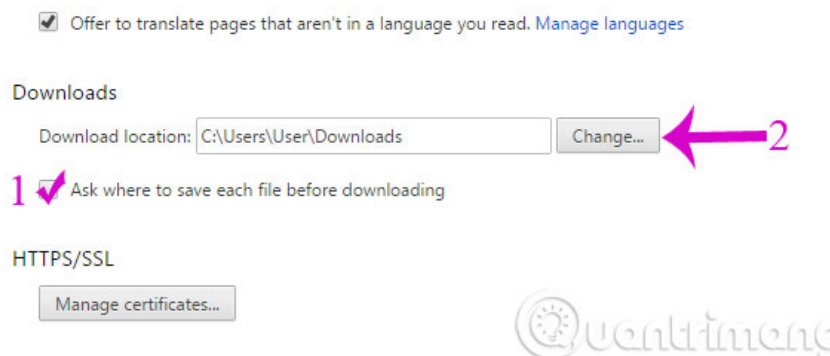 Offer to translate pages that aren't in a language you read. Manage languages
Downloads
Download location: C:\Users\User\Downloads Change... 2
1 Ask where to save each file before downloading
HTTPS/SSL
Manage certificates...
Quantrimang